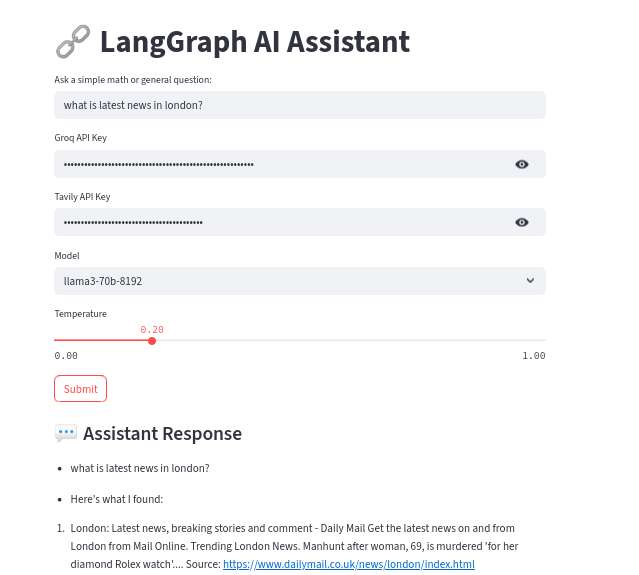 LangGraph AI Assistant
Ask a simple math or general question:
what is latest news in london?
Groq API Key
••••••••••••••••••••••••••••••••••••••••••••••••••••••••
Tavily API Key
•••••••••••••••••••••••••••••••••••••••••
Model
llama3-70b-8192
Temperature
0.20
0.00 1.00
Submit
Assistant Response
• what is latest news in london?
• Here's what I found:
1. London: Latest news, breaking stories and comment - Daily Mail Get the latest news on and from
London from Mail Online. Trending London News. Manhunt after woman, 69, is murdered 'for her
diamond Rolex watch'.... Source: https://www.dailymail.co.uk/news/london/index.html